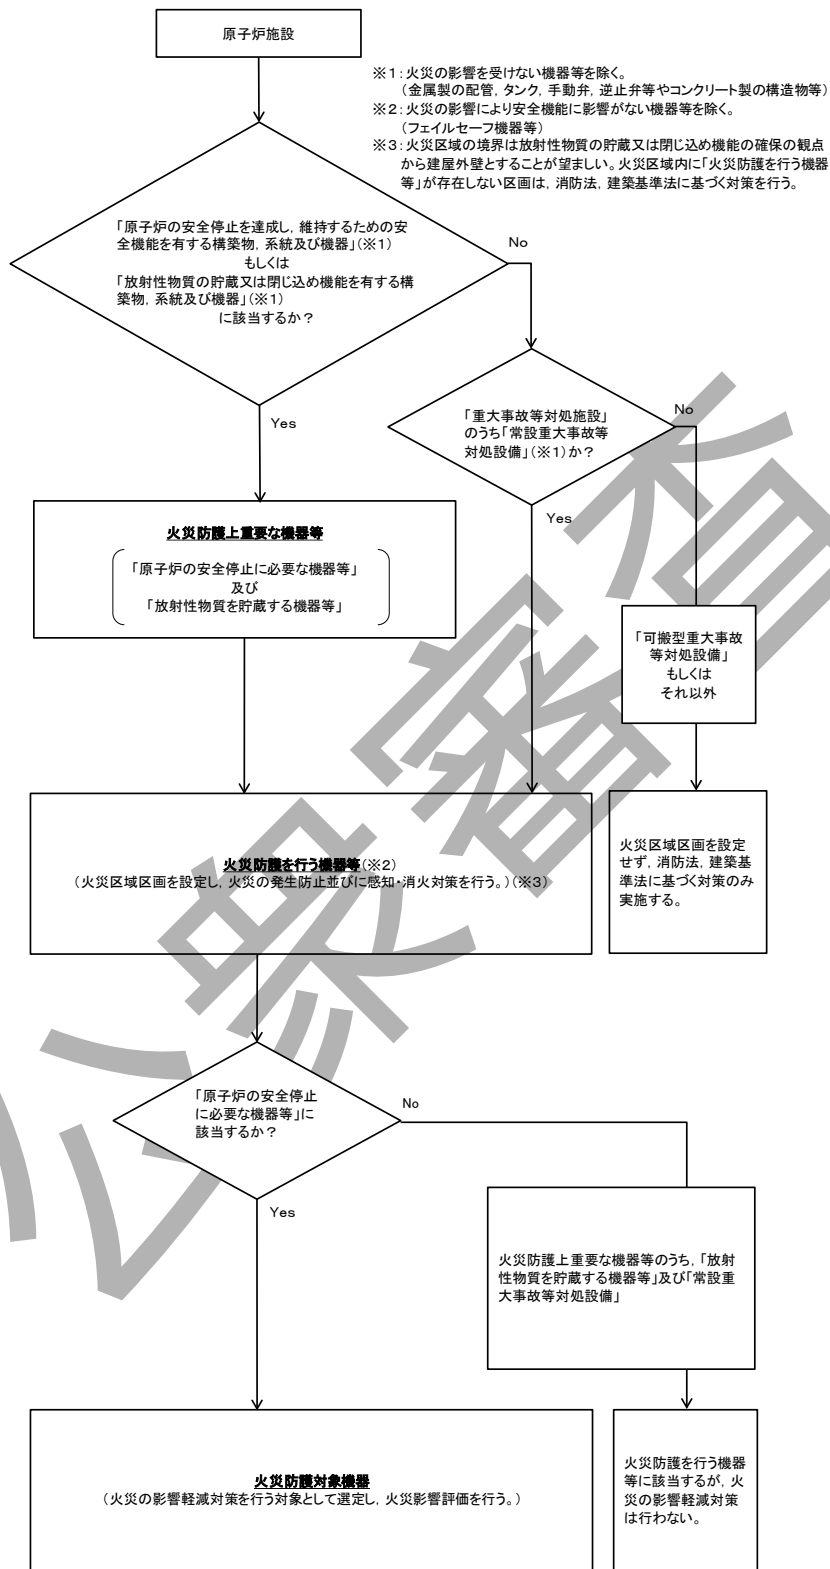 原子炉施設
※1：火災の影響を受けない機器等を除く。
（金属製の配管，タンク，手動弁，逆止弁等やコンクリート製の構造物等）
※2：火災の影響により安全機能に影響がない機器等を除く。
（フェイルセーフ機器等）
※3：火災区域の境界は放射性物質の貯蔵又は閉じ込め機能の確保の観点
から建屋外壁とすることが望ましい。火災区域内に「火災防護を行う機器
等」が存在しない区画は，消防法，建築基準法に基づく対策を行う。
「原子炉の安全停止を達成し，維持するための安
全機能を有する構築物，系統及び機器」（※1）
もしくは
「放射性物質の貯蔵又は閉じ込め機能を有する構
築物，系統及び機器」（※1）
に該当するか？
No
Yes
「重大事故等対処施設」
のうち「常設重大事故等
対処設備」（※1）か？
No
Yes
火災防護上重要な機器等
「原子炉の安全停止に必要な機器等」
及び
「放射性物質を貯蔵する機器等」
「可搬型重大事故
等対処設備」
もしくは
それ以外
火災防護を行う機器等（※2）
（火災区域区画を設定し，火災の発生防止並びに感知・消火対策を行う。）（※3）
火災区域区画を設定
せず，消防法，建築基
準法に基づく対策のみ
実施する。
「原子炉の安全停止
に必要な機器等」に
該当するか？
No
Yes
火災防護上重要な機器等のうち，「放射
性物質を貯蔵する機器等」及び「常設重
大事故等対処設備」
火災防護対象機器
（火災の影響軽減対策を行う対象として選定し，火災影響評価を行う。）
火災防護を行う機器
等に該当するが，火
災の影響軽減対策
は行わない。
公衆審省